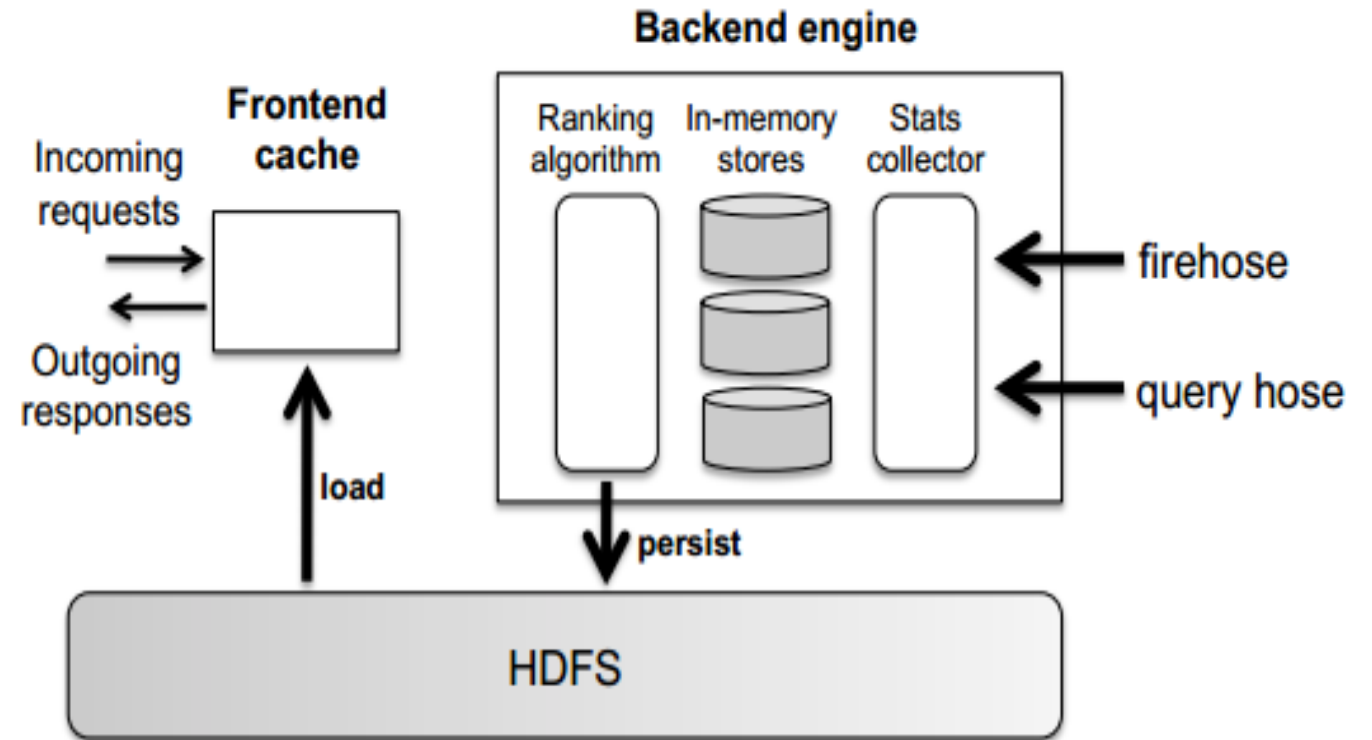 Backend engine
Frontend
cache
Incoming
requests
Outgoing
responses
Ranking
algorithm
In-memory
stores
Stats
collector
firehose
query hose
load
persist
HDFS